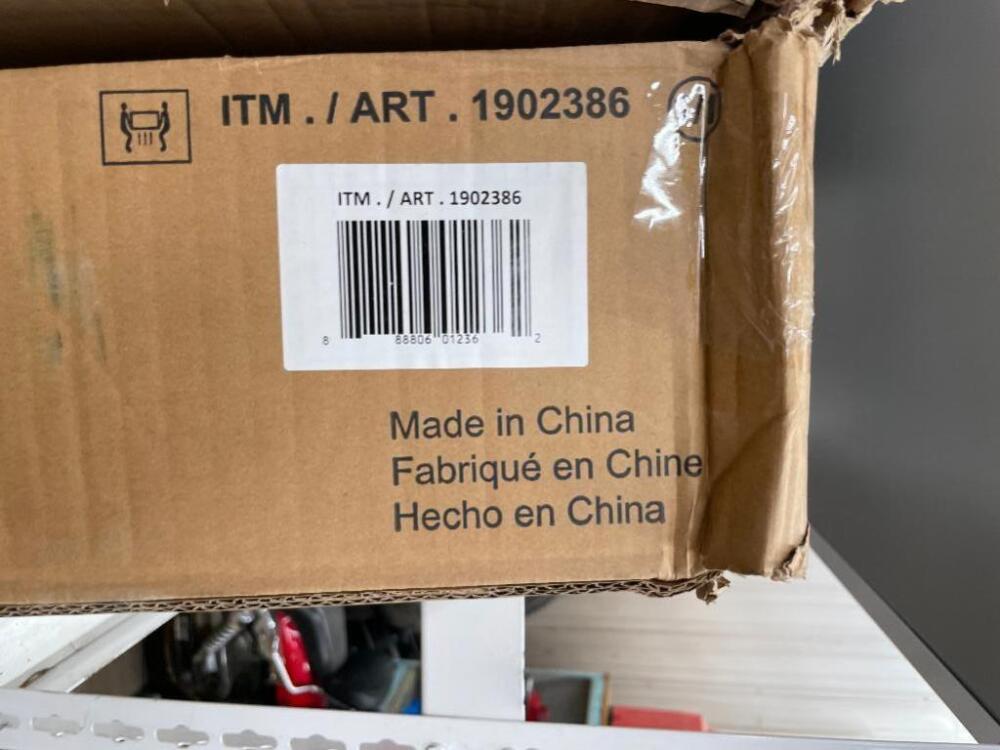 ITM . / ART . 1902386
ITM . / ART . 1902386
8 88806 01236 2
Made in China
Fabriqué en Chine
Hecho en China